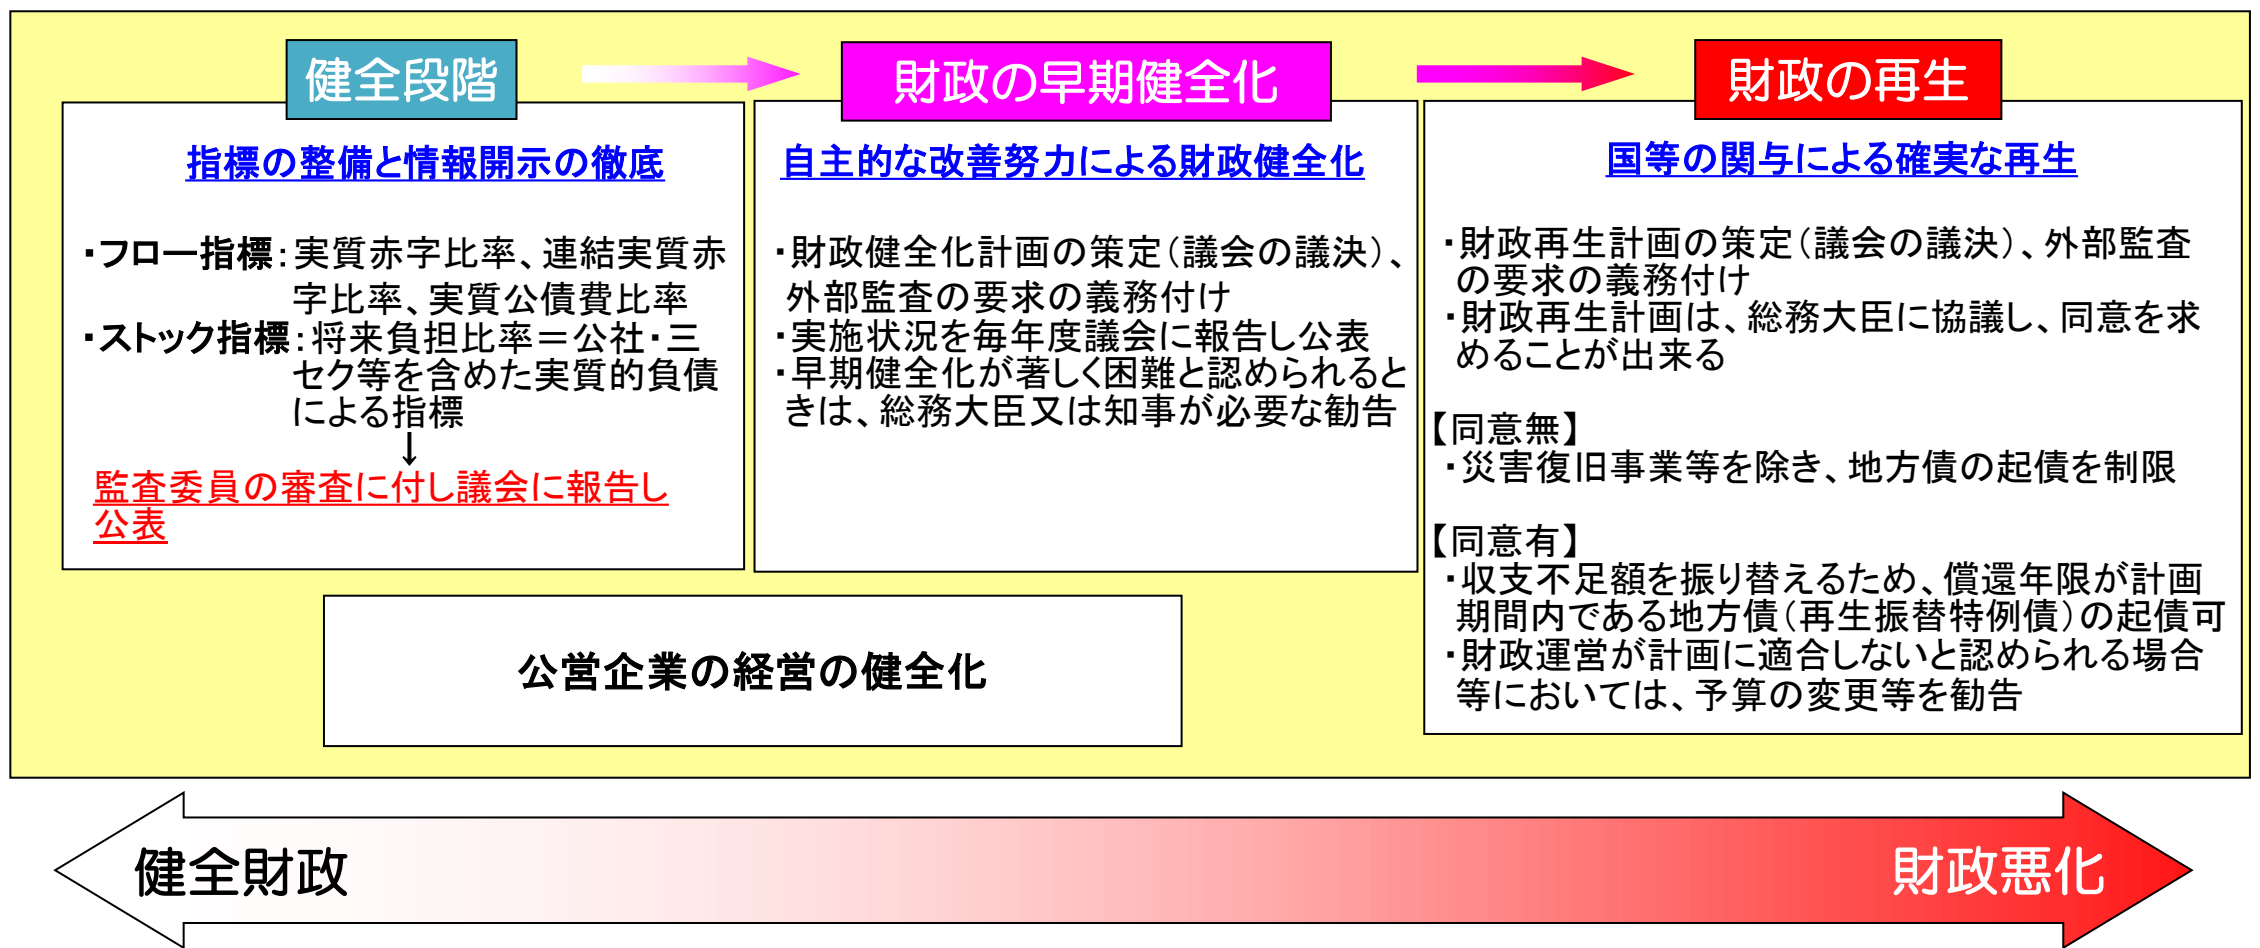 健全段階
指標の整備と情報開示の徹底
・フロー指標：実質赤字比率、連結実質赤
字比率、実質公債費比率
・ストック指標：将来負担比率＝公社・三
セク等を含めた実質的負債
による指標
↓
監査委員の審査に付し議会に報告し
公表
財政の早期健全化
自主的な改善努力による財政健全化
・財政健全化計画の策定（議会の議決）、
外部監査の要求の義務付け
・実施状況を毎年度議会に報告し公表
・早期健全化が著しく困難と認められると
きは、総務大臣又は知事が必要な勧告
財政の再生
国等の関与による確実な再生
・財政再生計画の策定（議会の議決）、外部監査
の要求の義務付け
・財政再生計画は、総務大臣に協議し、同意を求
めることが出来る
【同意無】
・災害復旧事業等を除き、地方債の起債を制限
【同意有】
・収支不足額を振り替えるため、償還年限が計画
期間内である地方債（再生振替特例債）の起債可
・財政運営が計画に適合しないと認められる場合
等においては、予算の変更等を勧告
公営企業の経営の健全化
健全財政
財政悪化